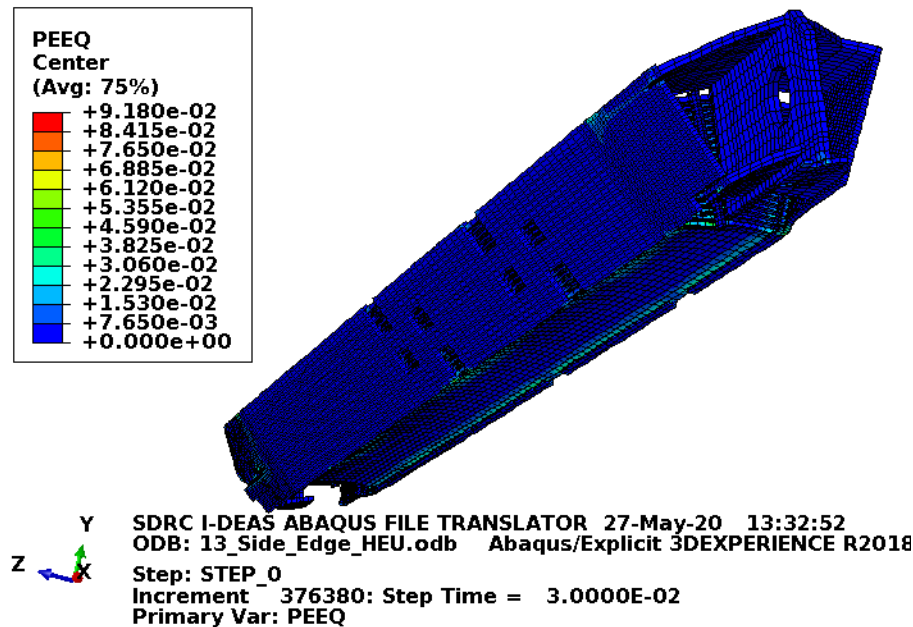 PEEQ
Center
(Avg: 75%)
+9.180e-02
+8.415e-02
+7.650e-02
+6.885e-02
+6.120e-02
+5.355e-02
+4.590e-02
+3.825e-02
+3.060e-02
+2.295e-02
+1.530e-02
+7.650e-03
+0.000e+00
Y
Z
X
SDRC I-DEAS ABAQUS FILE TRANSLATOR 27-May-20 13:32:52
ODB: 13_Side_Edge_HEU.odb Abaqus/Explicit 3DEXPERIENCE R2018
Step: STEP_0
Increment 376380: Step Time = 3.0000E-02
Primary Var: PEEQ